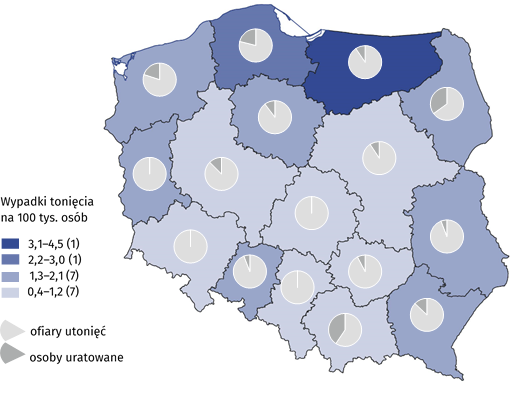 Wypadki tonięcia
na 100 tys. osób
3,1–4,5 (1)
2,2–3,0 (1)
1,3–2,1 (7)
0,4–1,2 (7)
ofiary utonięć
osoby uratowane